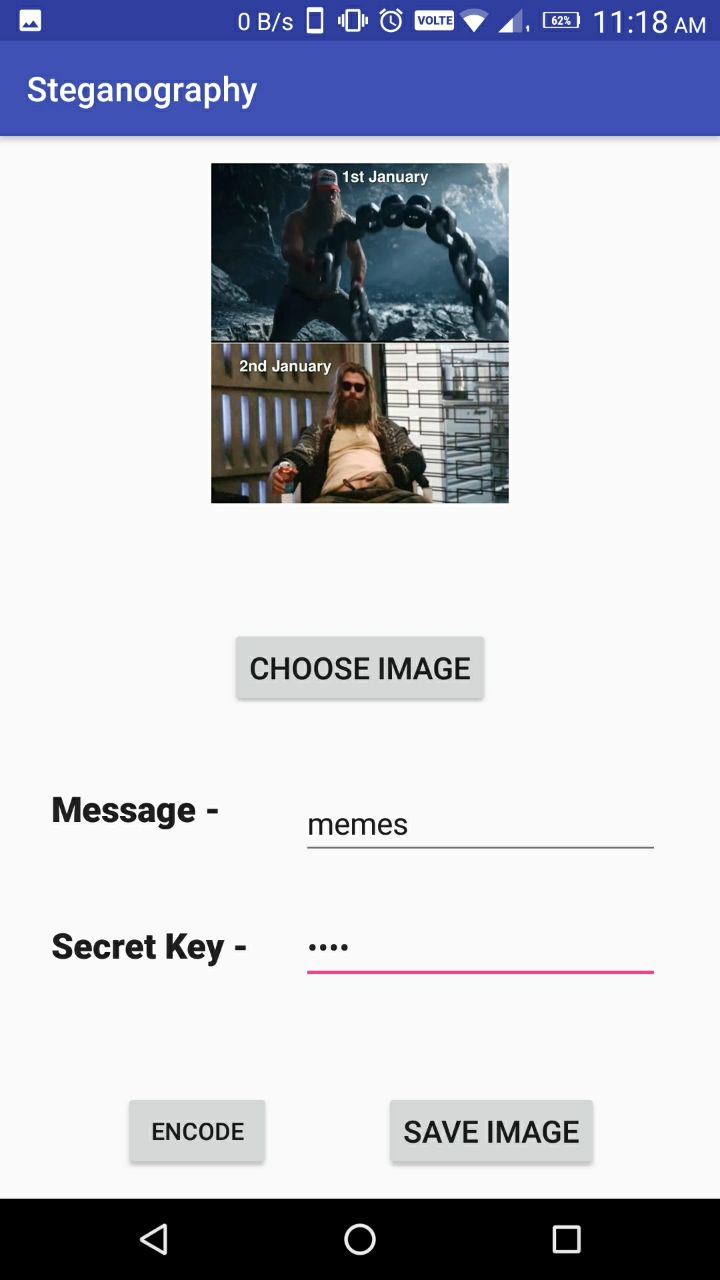 0 B/s VOLTE 62% 11:18 AM
Steganography
1st January
2nd January
CHOOSE IMAGE
Message - memes
Secret Key - ••••
ENCODE SAVE IMAGE